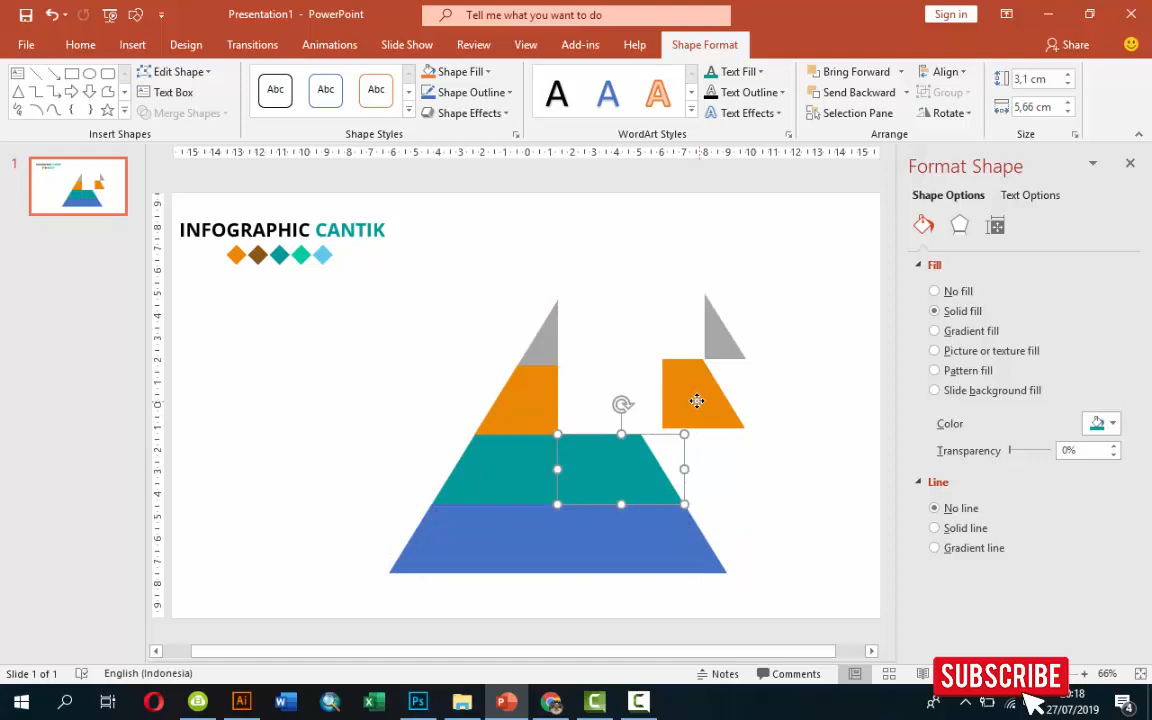 Presentation1 - PowerPoint
Tell me what you want to do
Sign in
File Home Insert Design Transitions Animations Slide Show Review View Add-ins Help Shape Format
Share
Edit Shape
Text Box
Merge Shapes
Insert Shapes
Abc Abc Abc
Shape Fill
Shape Outline
Shape Effects
Shape Styles
A A A
Text Fill
Text Outline
Text Effects
WordArt Styles
Bring Forward
Send Backward
Selection Pane
Align
Group
Rotate
Arrange
3,1 cm
5,66 cm
Size
1
INFOGRAPHIC CANTIK
Format Shape
Shape Options Text Options
Fill
No fill
Solid fill
Gradient fill
Picture or texture fill
Pattern fill
Slide background fill
Color
Transparency 0%
Line
No line
Solid line
Gradient line
Slide 1 of 1
English (Indonesia)
Notes
Comments
66%
SUBSCRIBE
27/07/2019